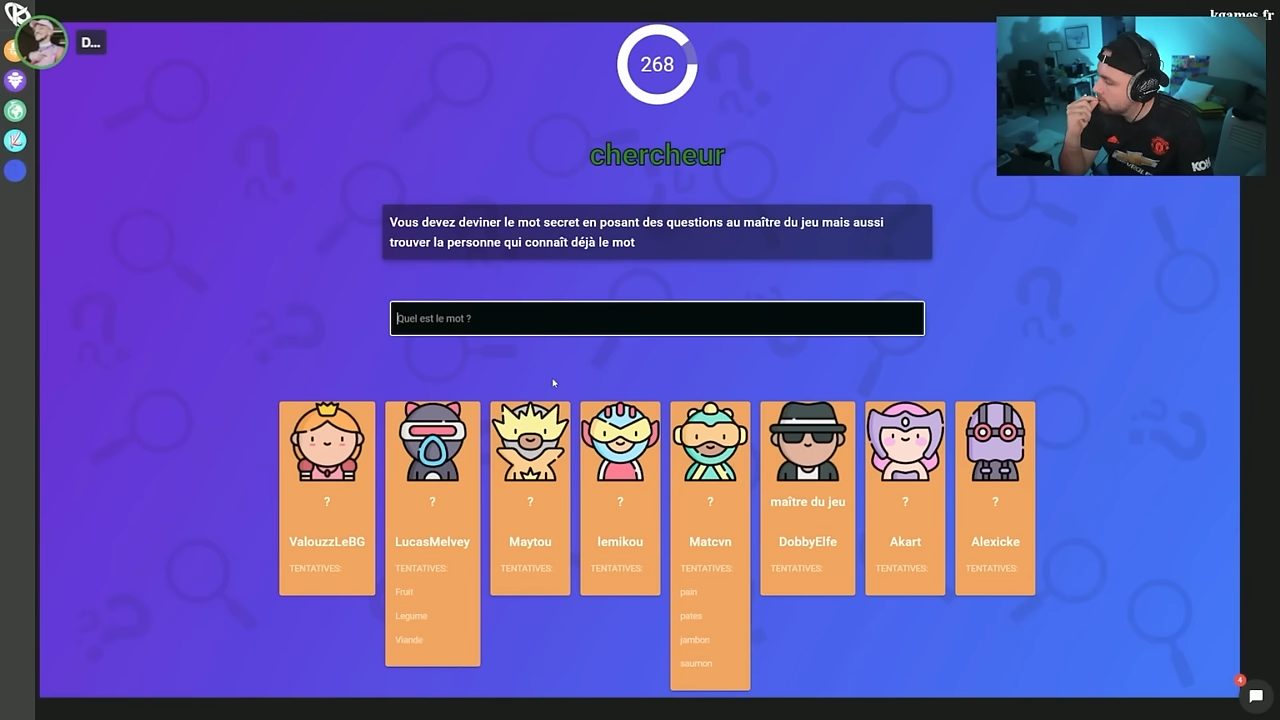 kgames.fr
D...
268
chercheur
Vous devez deviner le mot secret en posant des questions au maître du jeu mais aussi
trouver la personne qui connaît déjà le mot
Quel est le mot ?
? ? ? ? ? maître du jeu ? ?
ValouzzLeBG LucasMelvey Maytou lemikou Matcvn DobbyElfe Akart Alexicke
TENTATIVES: TENTATIVES: TENTATIVES: TENTATIVES: TENTATIVES: TENTATIVES: TENTATIVES: TENTATIVES:
Fruit pain
Legume pates
Viande jambon
saumon
4